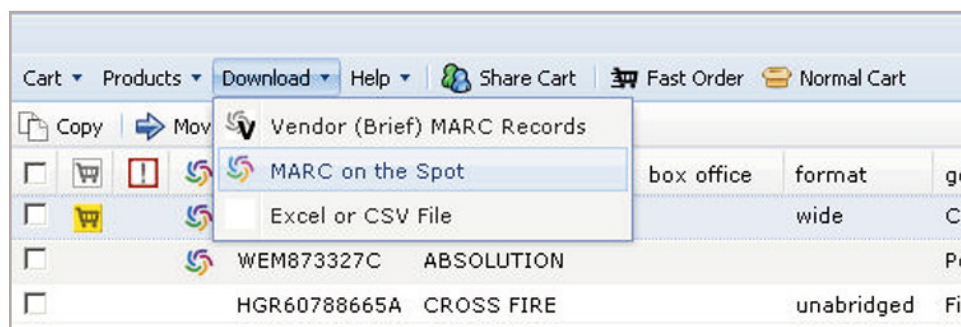 Cart Products Download Help Share Cart Fast Order Normal Cart
Copy Mov
Vendor (Brief) MARC Records
MARC on the Spot
Excel or CSV File
box office format
wide C
WEM873327C ABSOLUTION
HGR60788665A CROSS FIRE unabridged Fi